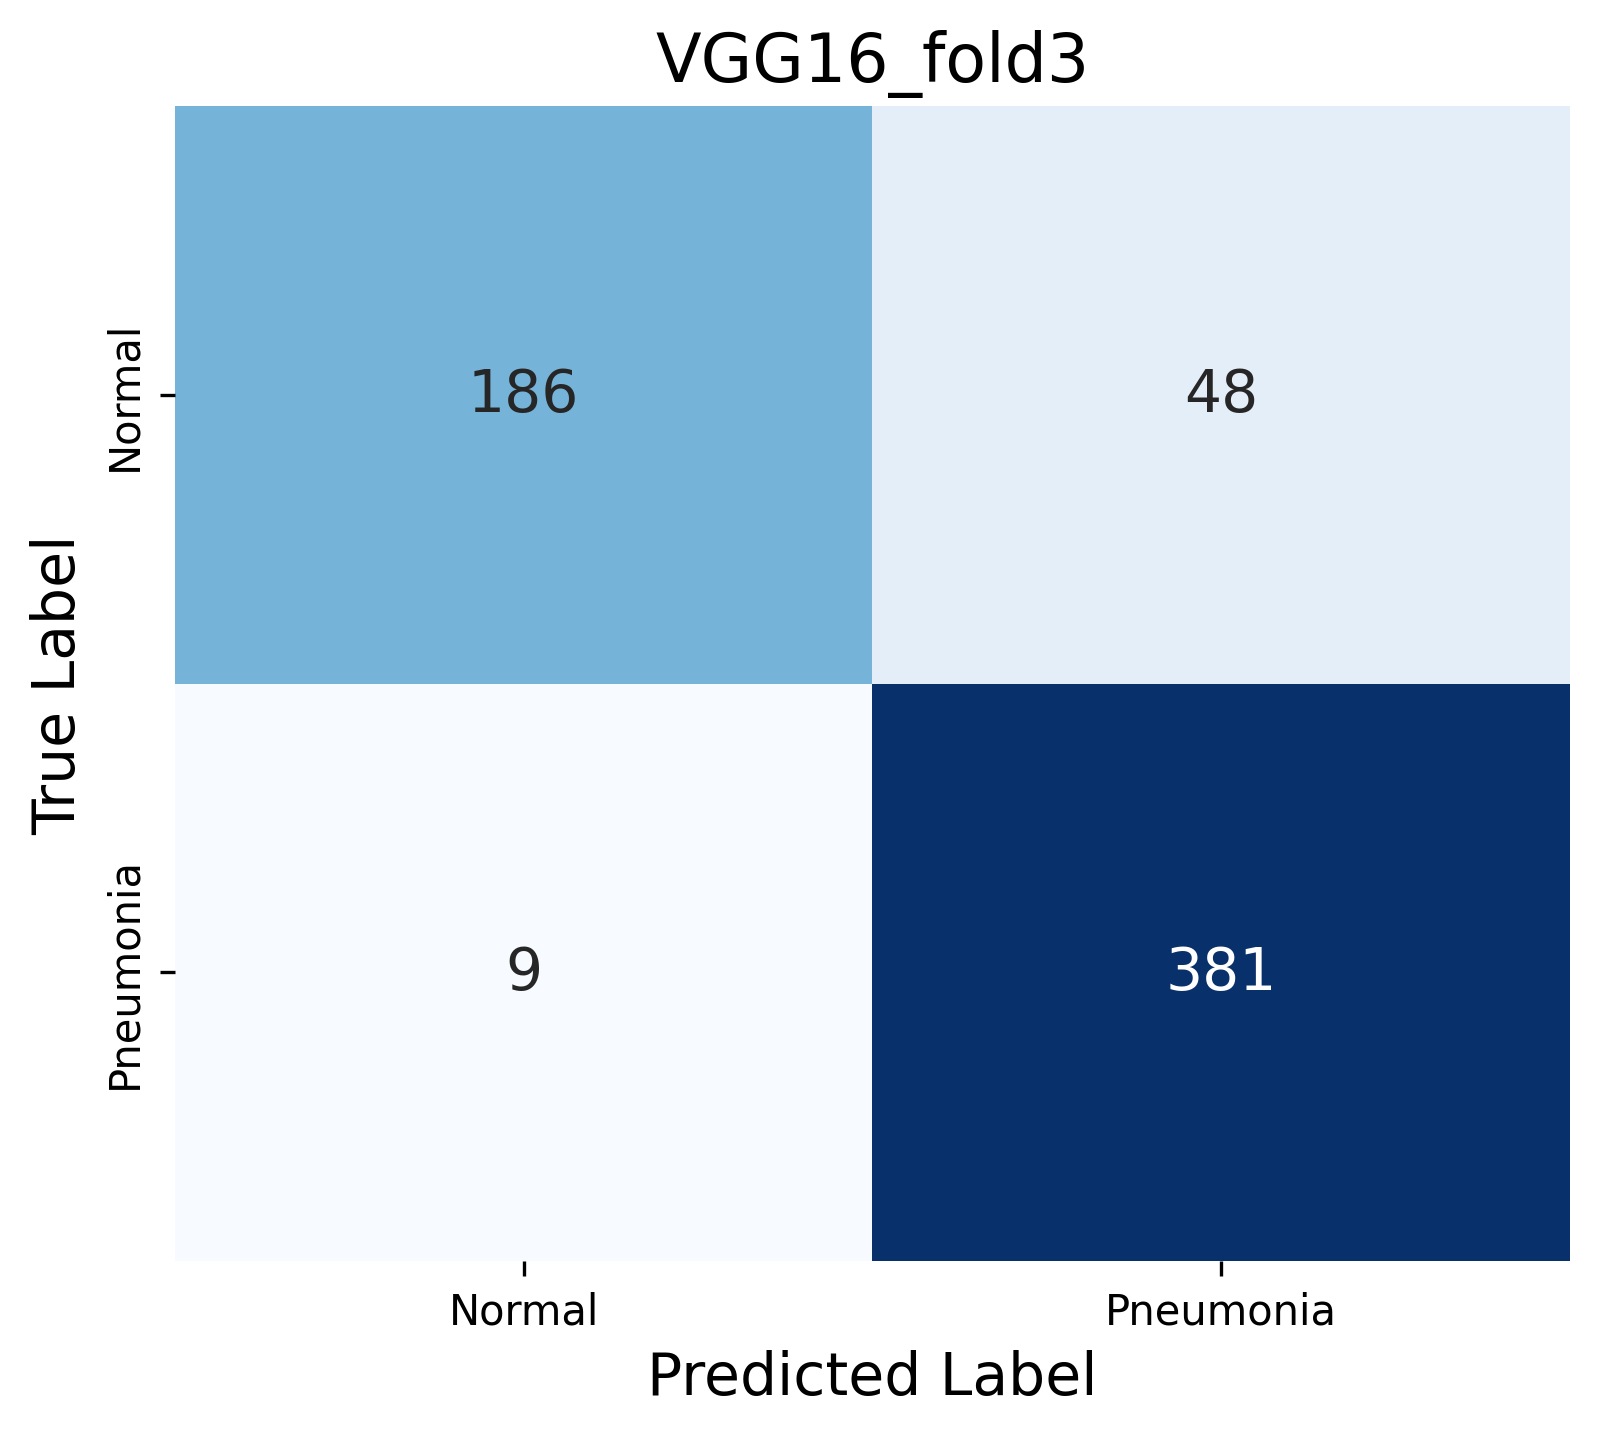 VGG16_fold3
True Label
Normal
186
48
Pneumonia
9
381
Normal
Pneumonia
Predicted Label